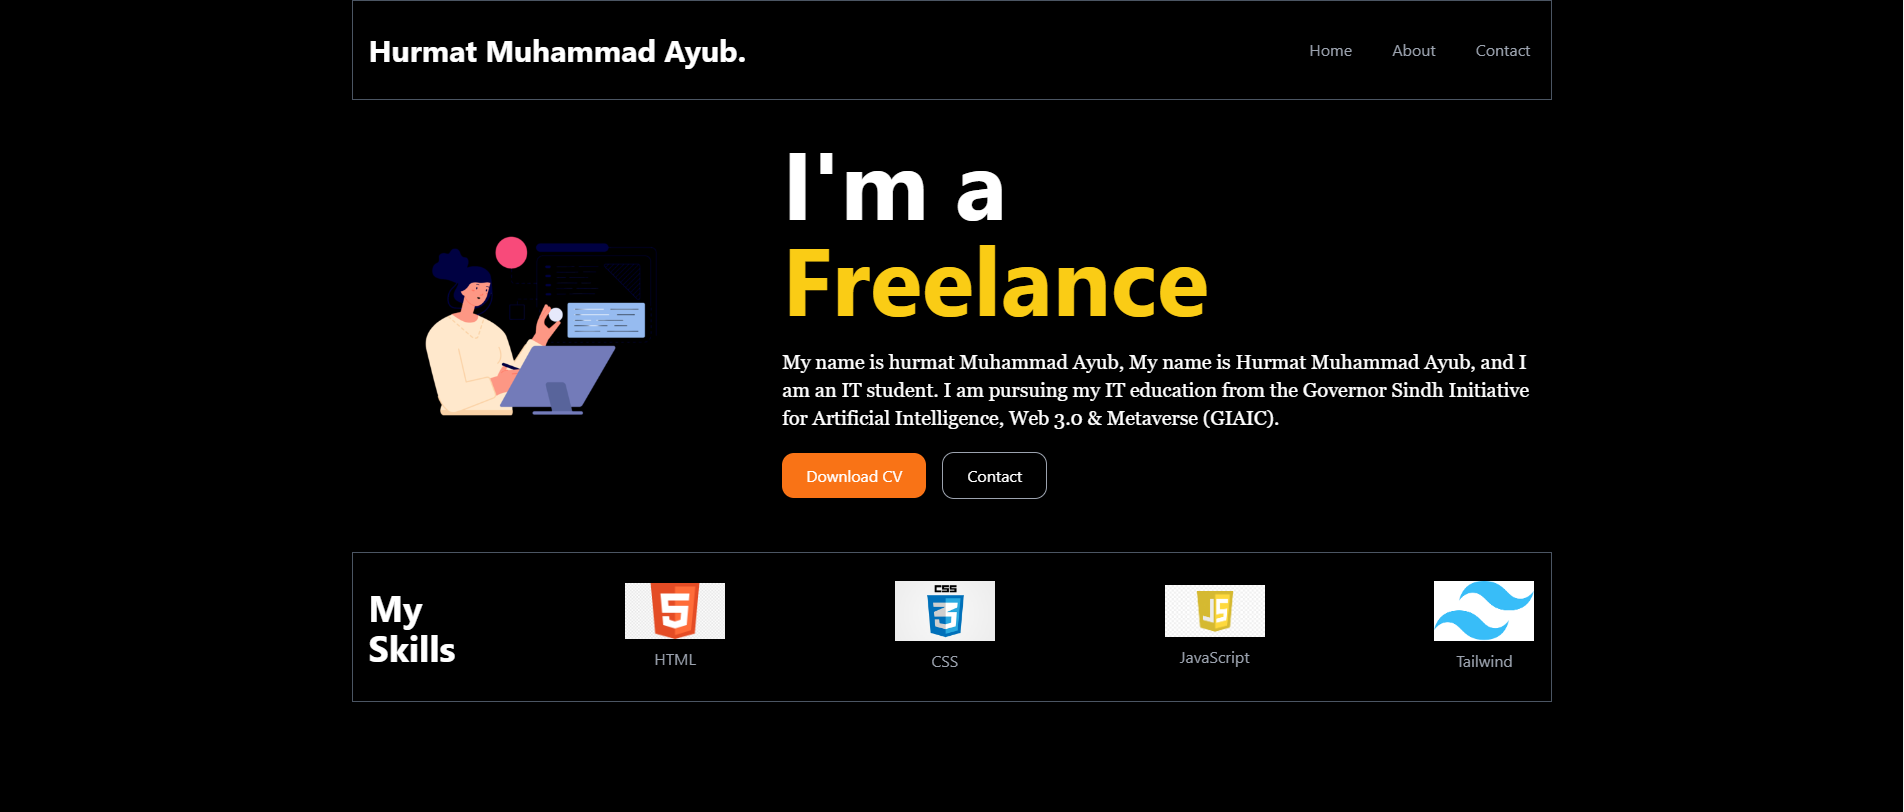 Hurmat Muhammad Ayub.
Home About Contact
I'm a
Freelance
My name is hurmat Muhammad Ayub, My name is Hurmat Muhammad Ayub, and I
am an IT student. I am pursuing my IT education from the Governor Sindh Initiative
for Artificial Intelligence, Web 3.0 & Metaverse (GIAIC).
Download CV Contact
My
Skills
5
HTML
CSS
3
CSS
JS
JavaScript
Tailwind